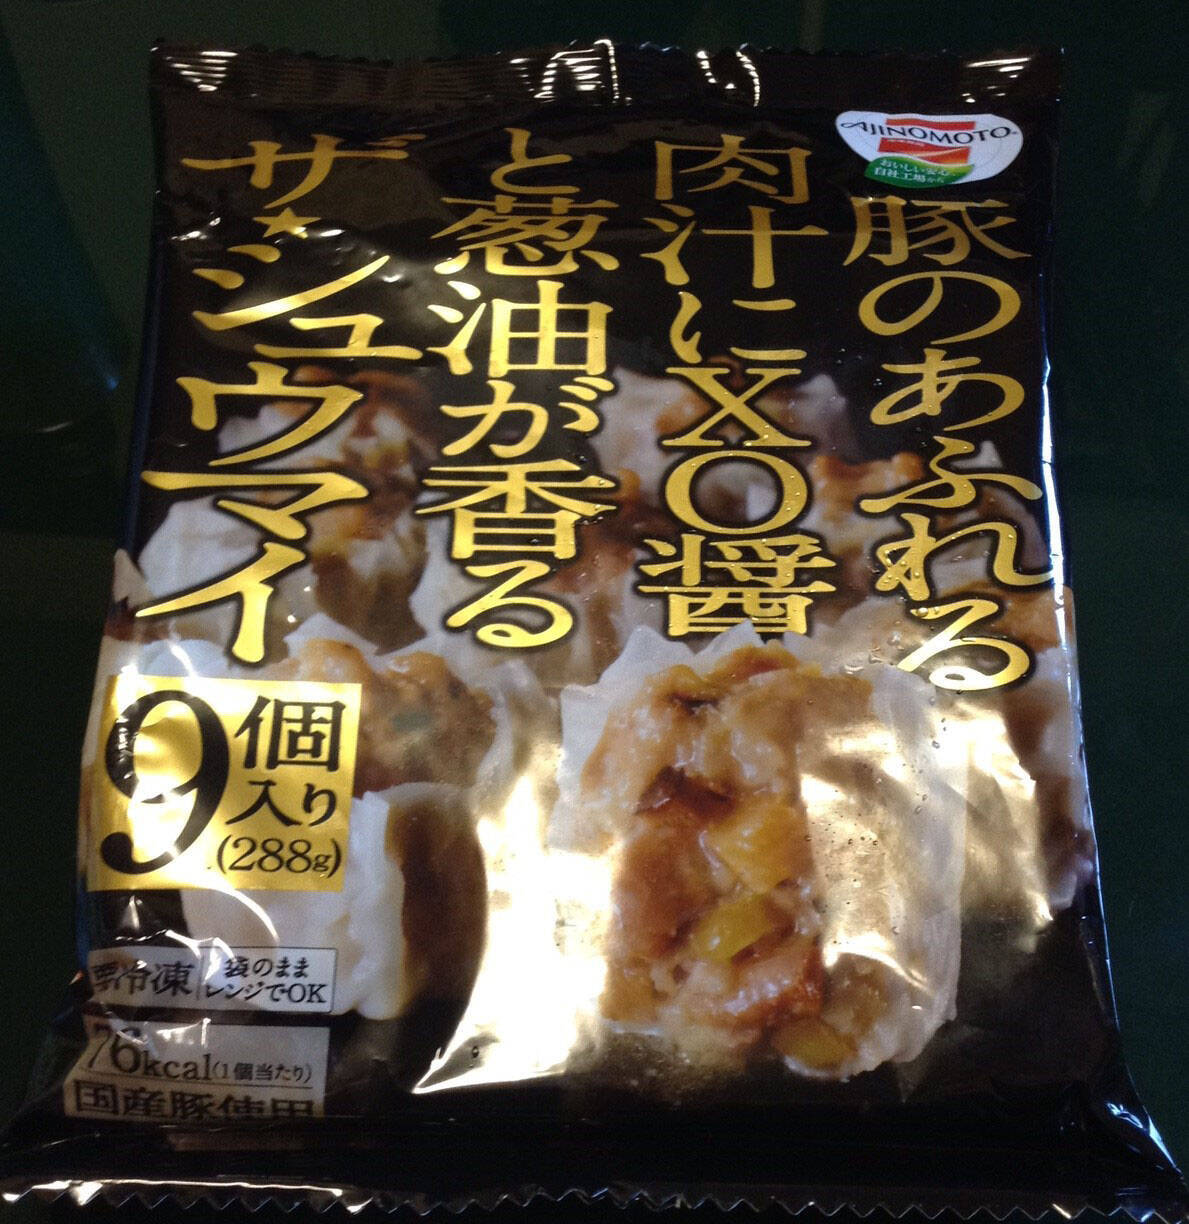 AJINOMOTO
おいしい安心
自社工場から
豚のあふれる
肉汁にXO醤
と葱油が香る
ザ★シュウマイ
9個入り
(288g)
要冷凍
袋のまま
レンジでOK
76kcal(1個当たり)
国産豚使用